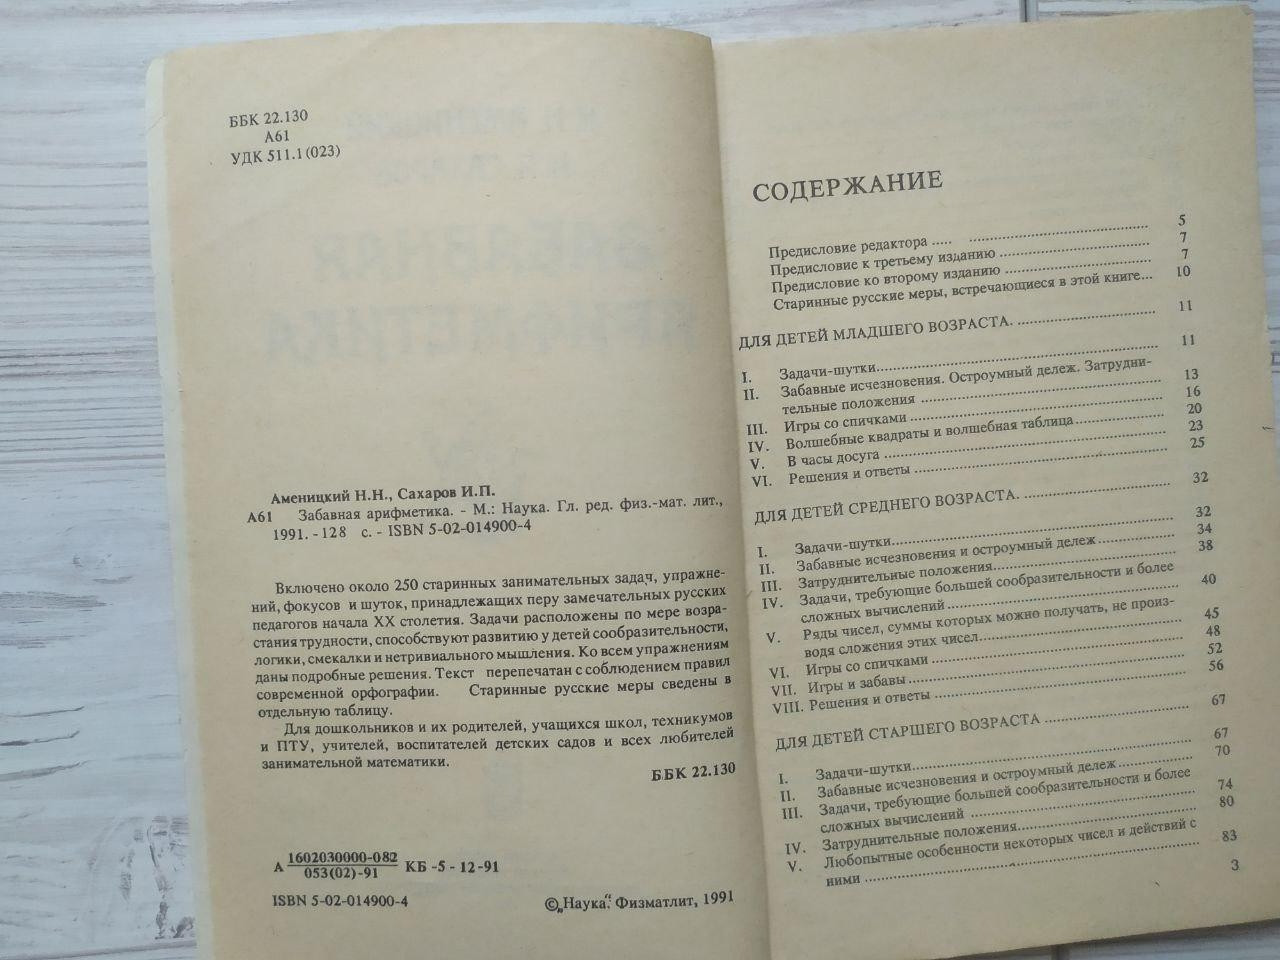 ББК 22.130
А61
УДК 511.1(023)
Аменицкий Н.Н., Сахаров И.П.
А61 Забавная арифметика. - М.: Наука. Гл. ред. физ.-мат. лит.,
1991. - 128 с. - ISBN 5-02-014900-4
Включено около 250 старинных занимательных задач, упражне-
ний, фокусов и шуток, принадлежащих перу замечательных русских
педагогов начала XX столетия. Задачи расположены по мере возра-
стания трудности, способствуют развитию у детей сообразительности,
логики, смекалки и нетривиального мышления. Ко всем упражнениям
даны подробные решения. Текст перепечатан с соблюдением правил
современной орфографии. Старинные русские меры сведены в
отдельную таблицу.
Для дошкольников и их родителей, учащихся школ, техникумов
и ПТУ, учителей, воспитателей детских садов и всех любителей
занимательной математики.
ББК 22.130
А 1602030000-082 КБ -5 - 12 -91
053(02)-91
ISBN 5-02-014900-4
© „Наука“. Физматлит, 1991
СОДЕРЖАНИЕ
Предисловие редактора ..... 5
Предисловие к третьему изданию ..... 7
Предисловие ко второму изданию ..... 7
Старинные русские меры, встречающиеся в этой книге... 10
ДЛЯ ДЕТЕЙ МЛАДШЕГО ВОЗРАСТА. ..... 11
I. Задачи-шутки..... 11
II. Забавные исчезновения. Остроумный дележ. Затрудни-
тельные положения ..... 13
III. Игры со спичками ..... 16
IV. Волшебные квадраты и волшебная таблица..... 20
V. В часы досуга ..... 23
VI. Решения и ответы ..... 25
ДЛЯ ДЕТЕЙ СРЕДНЕГО ВОЗРАСТА. ..... 32
I. Задачи-шутки..... 32
II. Забавные исчезновения и остроумный дележ..... 34
III. Затруднительные положения..... 38
IV. Задачи, требующие большей сообразительности и более
сложных вычислений ..... 40
V. Ряды чисел, суммы которых можно получать, не произ-
водя сложения этих чисел..... 45
VI. Игры со спичками ..... 48
VII. Игры и забавы ..... 52
VIII. Решения и ответы ..... 56
ДЛЯ ДЕТЕЙ СТАРШЕГО ВОЗРАСТА ..... 67
I. Задачи-шутки..... 67
II. Забавные исчезновения и остроумный дележ ..... 70
III. Задачи, требующие большей сообразительности и более
сложных вычислений ..... 74
IV. Затруднительные положения..... 80
V. Любопытные особенности некоторых чисел и действий с
ними ..... 83
3